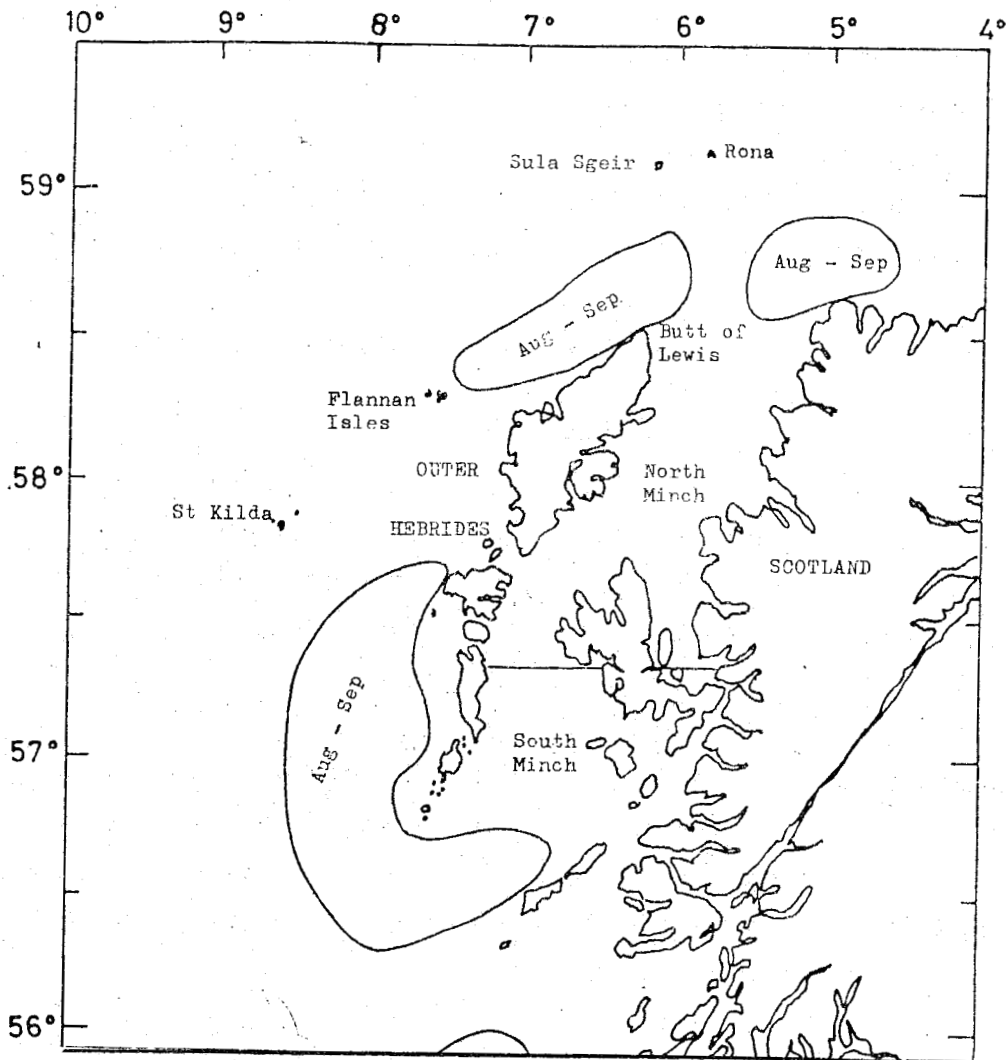 10° 9° 8° 7° 6° 5° 4°
Sula Sgeir
Rona
59°
Aug - Sep
Aug - Sep
Butt of
Lewis
Flannan
Isles
58°
OUTER
North
Minch
St Kilda
HEBRIDES
SCOTLAND
Aug - Sep
57°
South
Minch
56°